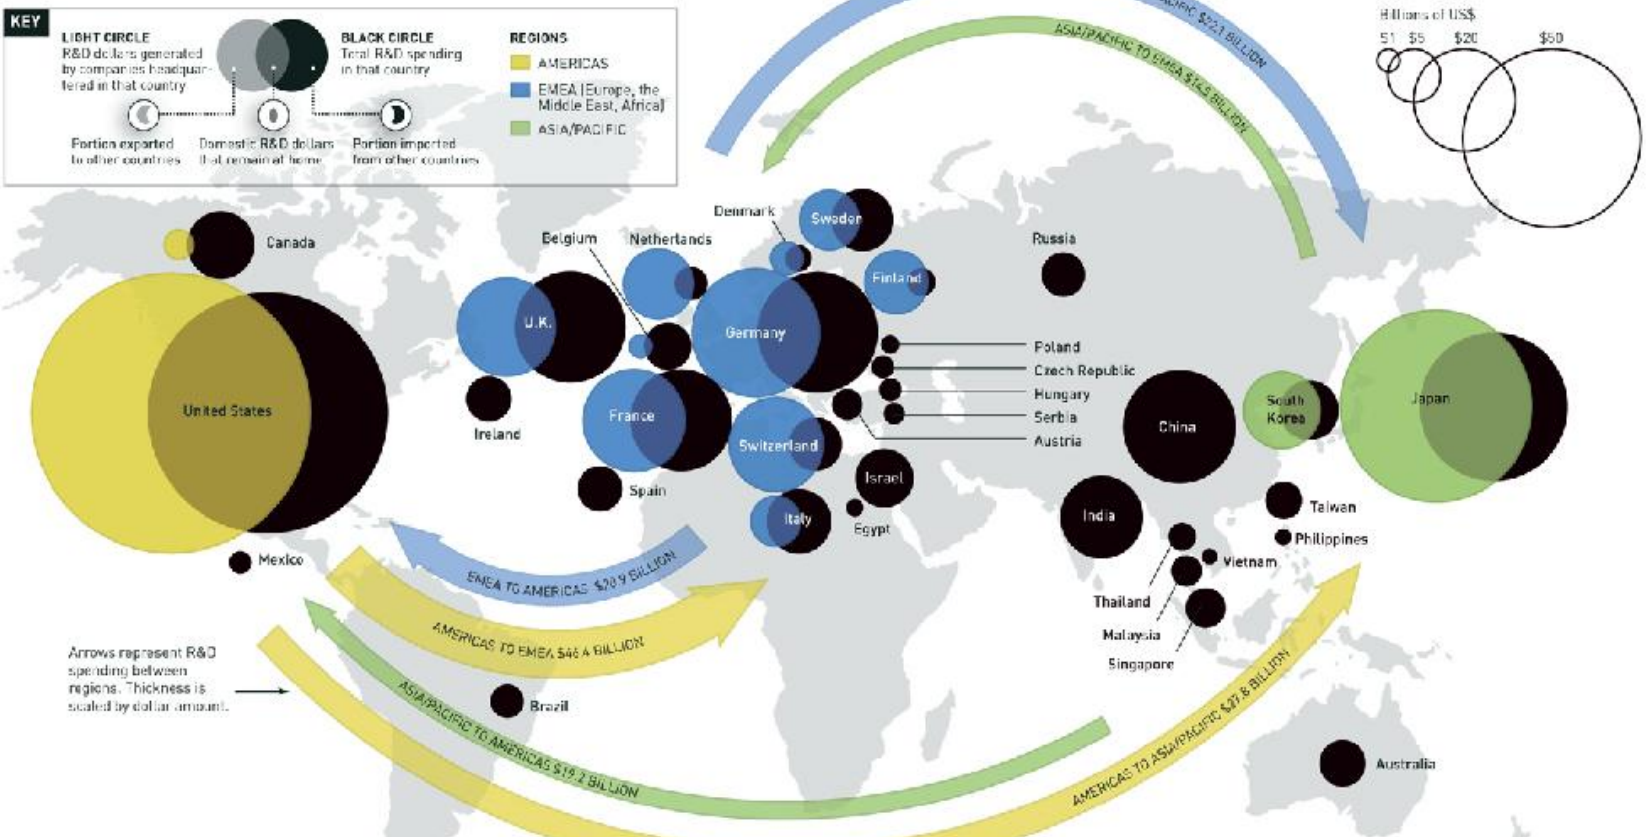 KEY
LIGHT CIRCLE
R&D dollars generated
by companies headquar-
tered in that country
BLACK CIRCLE
Total R&D spending
in that country
Portion exported
to other countries
Domestic R&D dollars
that remain at home
Portion imported
from other countries
REGIONS
AMERICAS
EMEA (Europe, the
Middle East, Africa)
ASIA/PACIFIC
$22.1 BILLION
ASIA/PACIFIC TO EMEA BILLION
Billions of US$
$1 $5 $20 $50
Canada
Belgium
Netherlands
Denmark
Sweden
Russia
Finland
U.K.
Germany
Poland
Czech Republic
Hungary
Serbia
Austria
United States
Ireland
France
Switzerland
China
South
Korea
Japan
Spain
Israel
Italy
Egypt
India
Taiwan
Philippines
Vietnam
Thailand
Malaysia
Singapore
Mexico
EMEA TO AMERICAS BILLION
AMERICAS TO EMEA $46.4 BILLION
Arrows represent R&D
spending between
regions. Thickness is
scaled by dollar amount.
Brazil
ASIA/PACIFIC TO AMERICAS $19.2 BILLION
AMERICAS TO ASIA/PACIFIC $27.8 BILLION
Australia